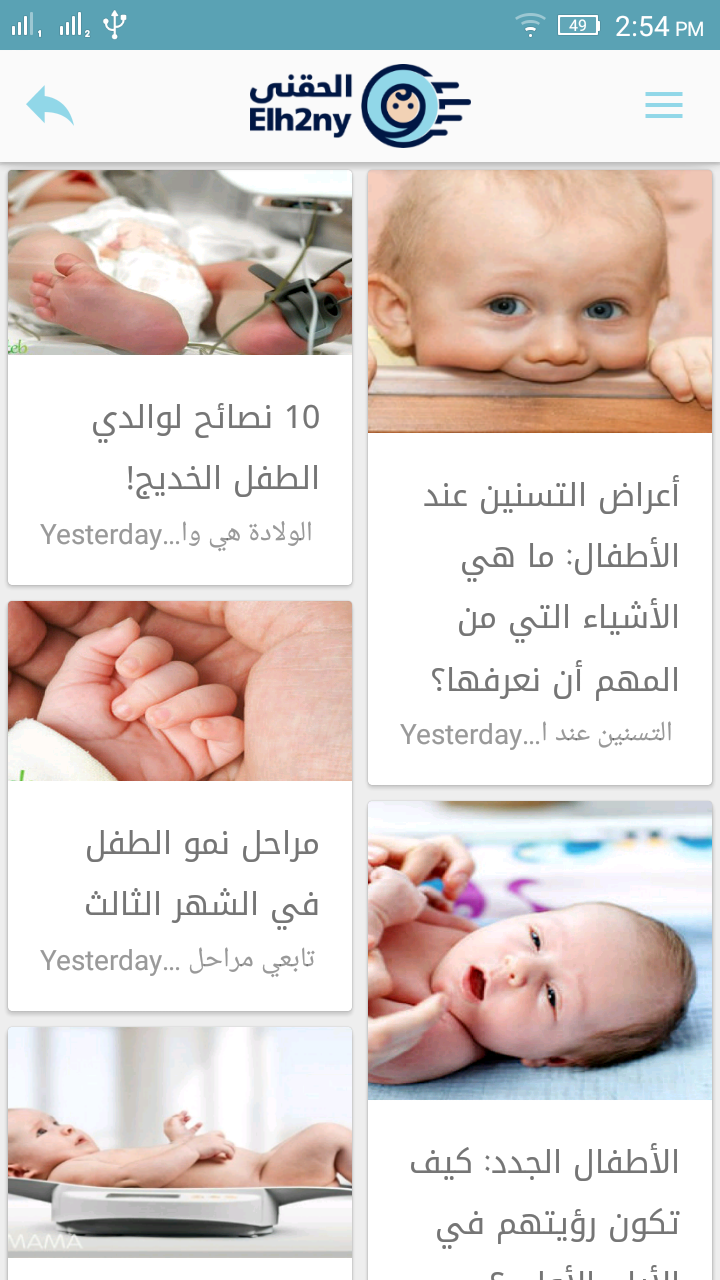 49 2:54 PM
الحقنى
Elh2ny
أعراض التسنين عند
الأطفال: ما هي
الأشياء التي من
المهم أن نعرفها؟
التسنين عند ا...Yesterday
10 نصائح لوالدي
الطفل الخديج!
الولادة هي وا...Yesterday
مراحل نمو الطفل
في الشهر الثالث
تابعي مراحل ...Yesterday
الأطفال الجدد: كيف
تكون رؤيتهم في
MAMA